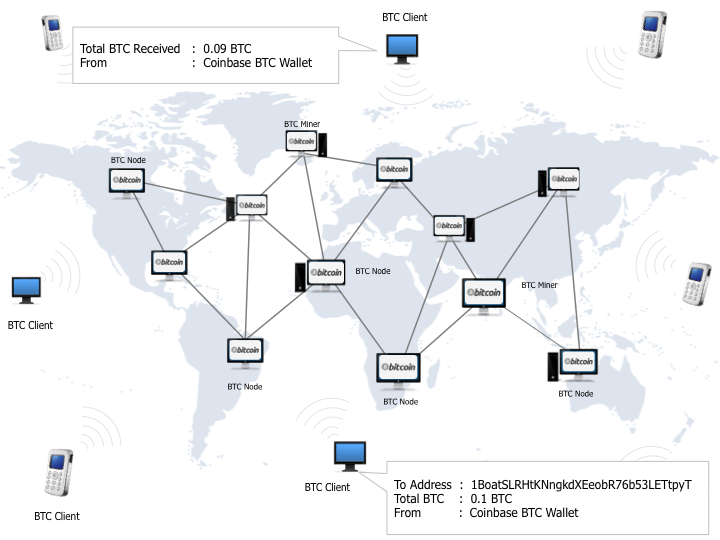 BTC Client
Total BTC Received : 0.09 BTC
From : Coinbase BTC Wallet
BTC Miner
bitcoin
BTC Node
bitcoin
bitcoin
bitcoin
bitcoin
bitcoin
bitcoin
bitcoin
BTC Node
BTC Miner
bitcoin
BTC Client
bitcoin
bitcoin
bitcoin
BTC Node
BTC Node
BTC Node
BTC Client
BTC Client
To Address : 1BoatSLRHtKNngkdXEeobR76b53LETtpyT
Total BTC : 0.1 BTC
From : Coinbase BTC Wallet